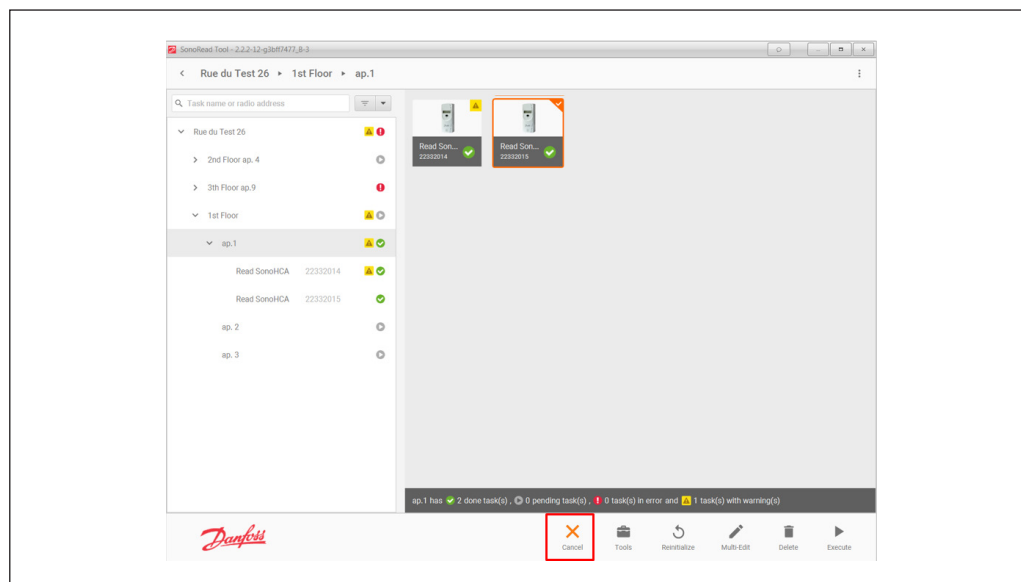 SonoRead Tool - 2.2.2-12-g3bff7477_B-3
Rue du Test 26 ▸ 1st Floor ▸ ap.1
Task name or radio address
Rue du Test 26
2nd Floor ap. 4
3th Floor ap.9
1st Floor
ap.1
Read SonoHCA 22332014
Read SonoHCA 22332015
ap. 2
ap. 3
Read Son...
22332014
Read Son...
22332015
ap.1 has 2 done task(s) , 0 pending task(s) , 0 task(s) in error and 1 task(s) with warning(s)
Danfoss
Cancel
Tools
Reinitialize
Multi-Edit
Delete
Execute